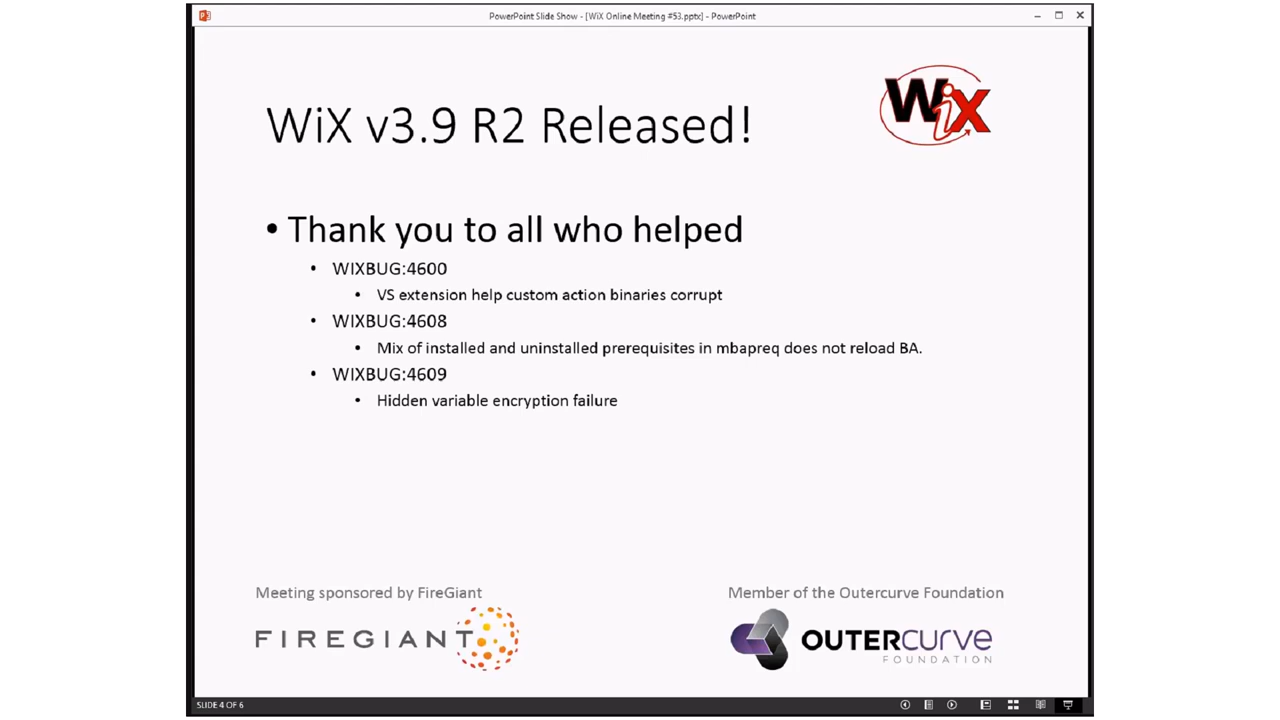 PowerPoint Slide Show - [WiX Online Meeting #53.pptx] - PowerPoint
WiX
WiX v3.9 R2 Released!
• Thank you to all who helped
• WIXBUG:4600
• VS extension help custom action binaries corrupt
• WIXBUG:4608
• Mix of installed and uninstalled prerequisites in mbapreq does not reload BA.
• WIXBUG:4609
• Hidden variable encryption failure
Meeting sponsored by FireGiant
FIREGIANT
Member of the Outercurve Foundation
OUTERCURVE
FOUNDATION
SLIDE 4 OF 6